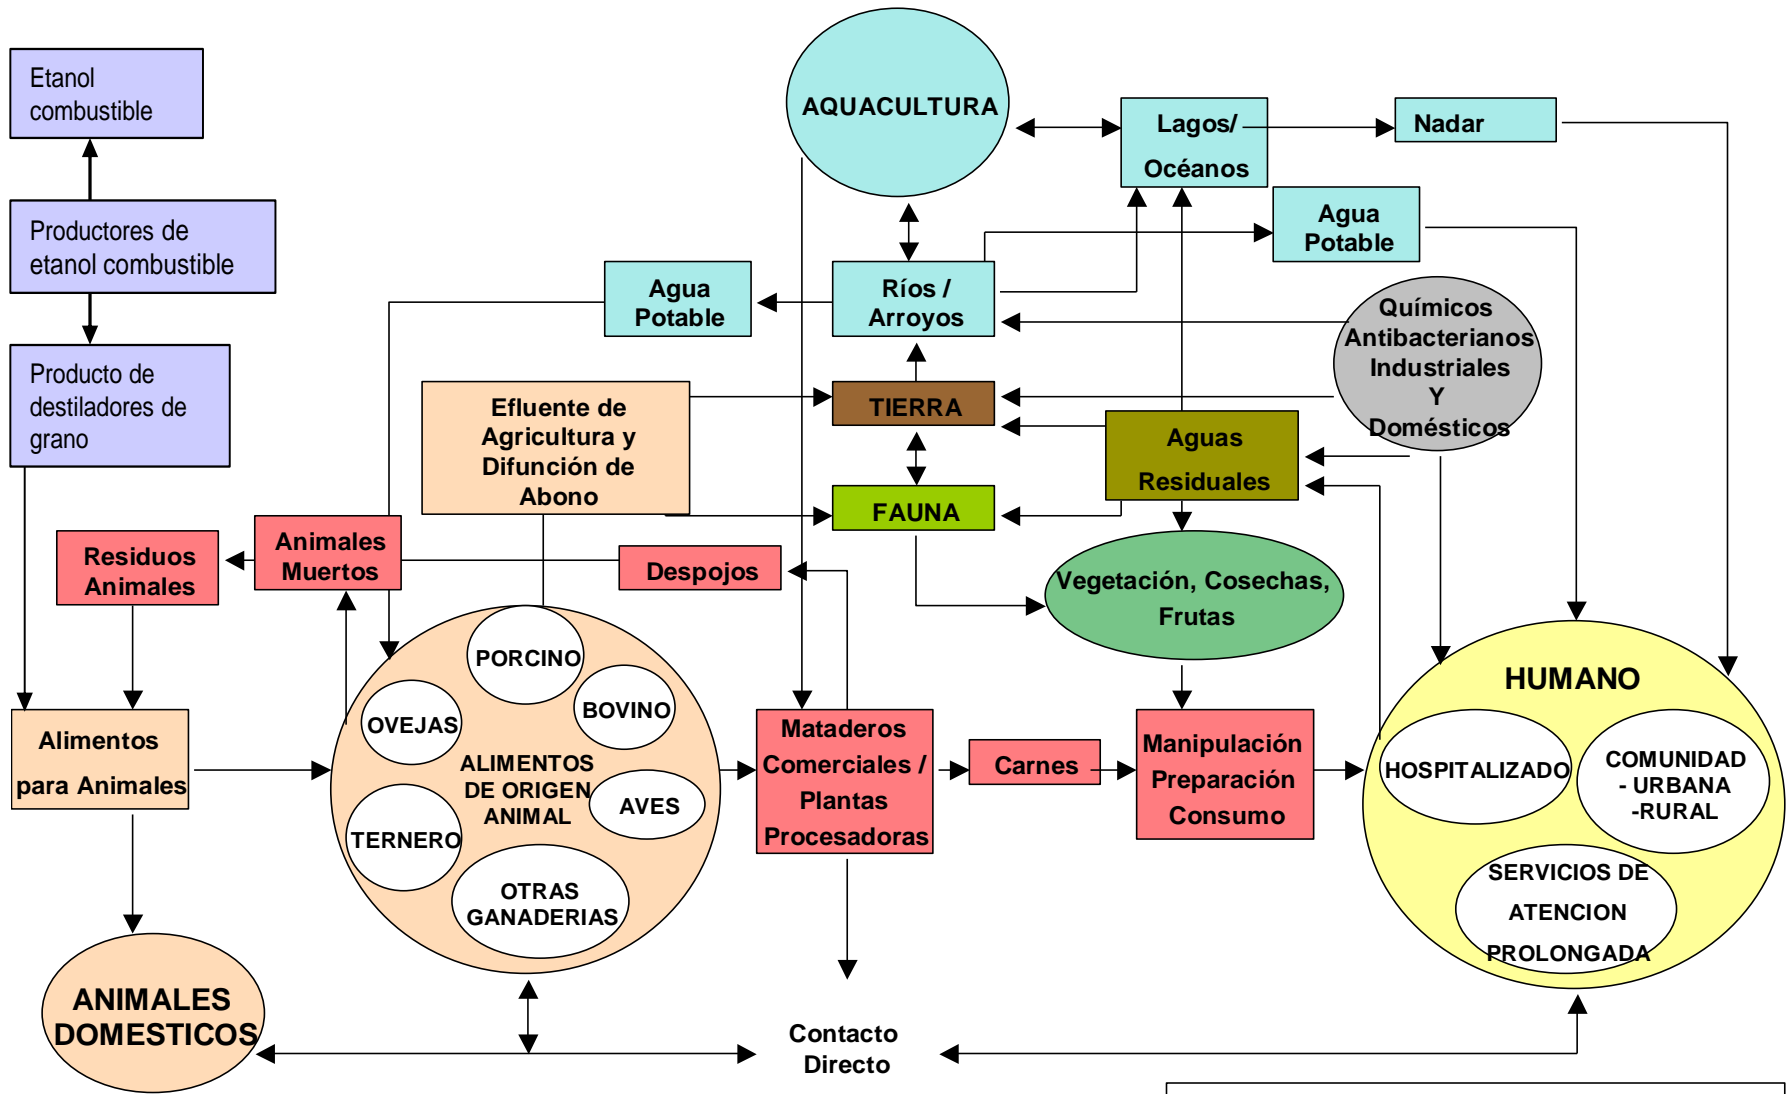 Etanol
combustible
Productores de
etanol combustible
Producto de
destiladores de
grano
AQUACULTURA
Lagos/
Océanos
Nadar
Agua
Potable
Agua
Potable
Ríos /
Arroyos
Químicos
Antibacterianos
Industriales
Y
Domésticos
Efluente de
Agricultura y
Difunción de
Abono
TIERRA
Aguas
Residuales
FAUNA
Residuos
Animales
Animales
Muertos
Despojos
Vegetación, Cosechas,
Frutas
Alimentos
para Animales
PORCINO
BOVINO
OVEJAS
ALIMENTOS
DE ORIGEN
ANIMAL
AVES
TERNERO
OTRAS
GANADERIAS
Mataderos
Comerciales /
Plantas
Procesadoras
Carnes
Manipulación
Preparación
Consumo
HUMANO
HOSPITALIZADO
COMUNIDAD
- URBANA
-RURAL
SERVICIOS DE
ATENCION
PROLONGADA
ANIMALES
DOMESTICOS
Contacto
Directo